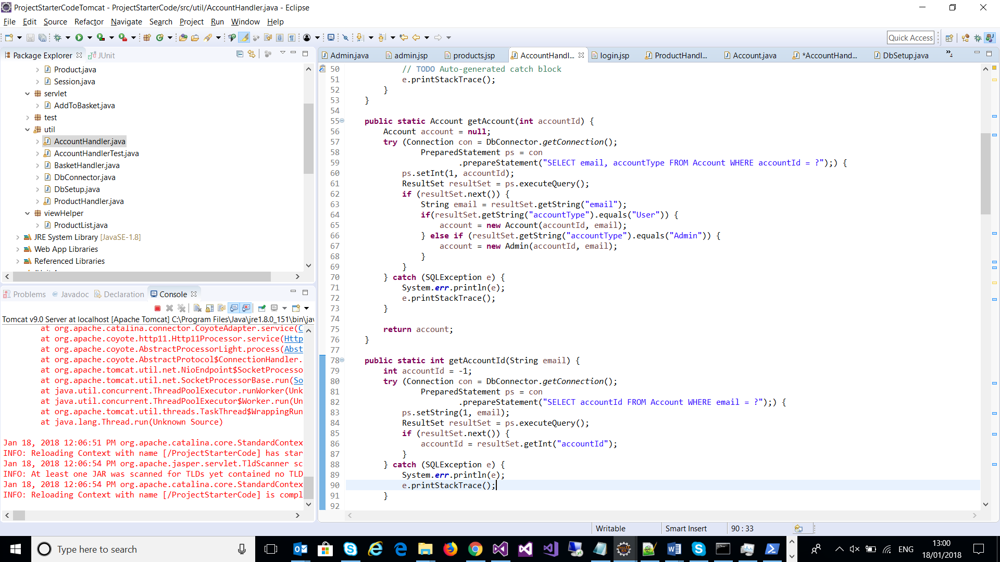 ProjectStarterCodeTomcat - ProjectStarterCode/src/util/AccountHandler.java - Eclipse
File Edit Source Refactor Navigate Search Project Run Window Help
Quick Access
Package Explorer JUnit
Product.java
Session.java
servlet
AddToBasket.java
test
util
AccountHandler.java
AccountHandlerTest.java
BasketHandler.java
DbConnector.java
DbSetup.java
ProductHandler.java
viewHelper
ProductList.java
JRE System Library [JavaSE-1.8]
Web App Libraries
Referenced Libraries
Problems Javadoc Declaration Console
Tomcat v9.0 Server at localhost [Apache Tomcat] C:\Program Files\Java\jre1.8.0_151\bin\jav
at org.apache.catalina.connector.CoyoteAdapter.service(C
at org.apache.coyote.http11.Http11Processor.service(Http
at org.apache.coyote.AbstractProcessorLight.process(Abst
at org.apache.coyote.AbstractProtocol$ConnectionHandler.
at org.apache.tomcat.util.net.NioEndpoint$SocketProcesso
at org.apache.tomcat.util.net.SocketProcessorBase.run(So
at java.util.concurrent.ThreadPoolExecutor.runWorker(Unk
at java.util.concurrent.ThreadPoolExecutor$Worker.run(Un
at org.apache.tomcat.util.threads.TaskThread$WrappingRun
at java.lang.Thread.run(Unknown Source)
Jan 18, 2018 12:06:51 PM org.apache.catalina.core.StandardContex
INFO: Reloading Context with name [/ProjectStarterCode] has star
Jan 18, 2018 12:06:54 PM org.apache.jasper.servlet.TldScanner sc
INFO: At least one JAR was scanned for TLDs yet contained no TLD
Jan 18, 2018 12:06:54 PM org.apache.catalina.core.StandardContex
INFO: Reloading Context with name [/ProjectStarterCode] is compl
Admin.java admin.jsp products.jsp AccountHandl... login.jsp ProductHandl... Account.java *AccountHand... DbSetup.java »4
50 // TODO Auto-generated catch block
51 e.printStackTrace();
52 }
53 }
54
55 public static Account getAccount(int accountId) {
56 Account account = null;
57 try (Connection con = DbConnector.getConnection();
58 PreparedStatement ps = con
59 .prepareStatement("SELECT email, accountType FROM Account WHERE accountId = ?");) {
60 ps.setInt(1, accountId);
61 ResultSet resultSet = ps.executeQuery();
62 if (resultSet.next()) {
63 String email = resultSet.getString("email");
64 if(resultSet.getString("accountType").equals("User")) {
65 account = new Account(accountId, email);
66 } else if (resultSet.getString("accountType").equals("Admin")) {
67 account = new Admin(accountId, email);
68 }
69 }
70 } catch (SQLException e) {
71 System.err.println(e);
72 e.printStackTrace();
73 }
74
75 return account;
76 }
77
78 public static int getAccountId(String email) {
79 int accountId = -1;
80 try (Connection con = DbConnector.getConnection();
81 PreparedStatement ps = con
82 .prepareStatement("SELECT accountId FROM Account WHERE email = ?");) {
83 ps.setString(1, email);
84 ResultSet resultSet = ps.executeQuery();
85 if (resultSet.next()) {
86 accountId = resultSet.getInt("accountId");
87 }
88 } catch (SQLException e) {
89 System.err.println(e);
90 e.printStackTrace();
91 }
92
Writable Smart Insert 90 : 33
Type here to search
ENG
13:00
18/01/2018